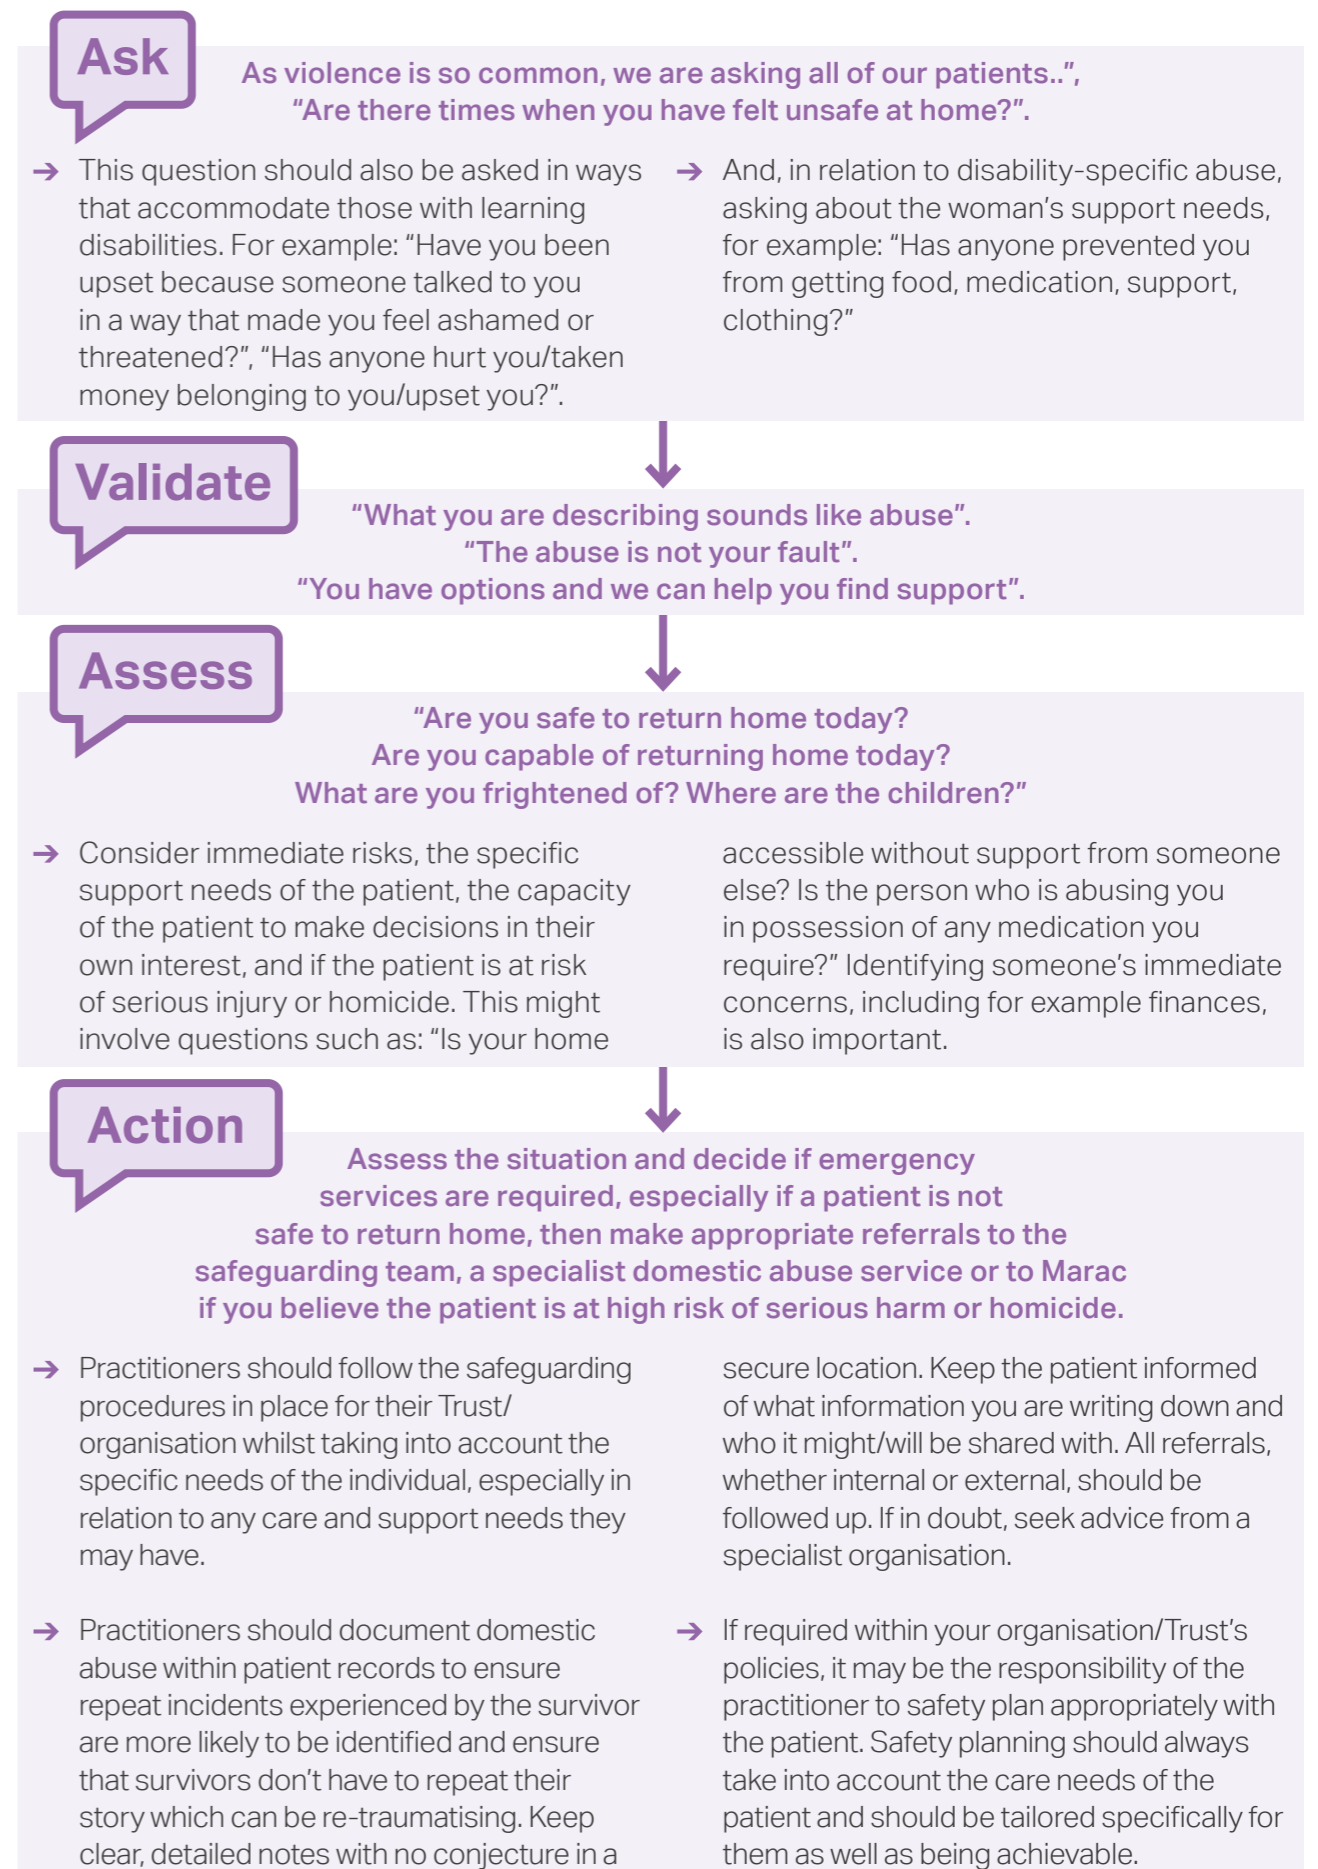 Ask
As violence is so common, we are asking all of our patients..”,
“Are there times when you have felt unsafe at home?”.
➔ This question should also be asked in ways
that accommodate those with learning
disabilities. For example: “Have you been
upset because someone talked to you
in a way that made you feel ashamed or
threatened?”, “Has anyone hurt you/taken
money belonging to you/upset you?”.
➔ And, in relation to disability-specific abuse,
asking about the woman’s support needs,
for example: “Has anyone prevented you
from getting food, medication, support,
clothing?”
Validate
“What you are describing sounds like abuse”.
“The abuse is not your fault”.
“You have options and we can help you find support”.
Assess
“Are you safe to return home today?
Are you capable of returning home today?
What are you frightened of? Where are the children?”
➔ Consider immediate risks, the specific
support needs of the patient, the capacity
of the patient to make decisions in their
own interest, and if the patient is at risk
of serious injury or homicide. This might
involve questions such as: “Is your home
accessible without support from someone
else? Is the person who is abusing you
in possession of any medication you
require?” Identifying someone’s immediate
concerns, including for example finances,
is also important.
Action
Assess the situation and decide if emergency
services are required, especially if a patient is not
safe to return home, then make appropriate referrals to the
safeguarding team, a specialist domestic abuse service or to Marac
if you believe the patient is at high risk of serious harm or homicide.
➔ Practitioners should follow the safeguarding
procedures in place for their Trust/
organisation whilst taking into account the
specific needs of the individual, especially in
relation to any care and support needs they
may have.
➔ Practitioners should document domestic
abuse within patient records to ensure
repeat incidents experienced by the survivor
are more likely to be identified and ensure
that survivors don’t have to repeat their
story which can be re-traumatising. Keep
clear, detailed notes with no conjecture in a
secure location. Keep the patient informed
of what information you are writing down and
who it might/will be shared with. All referrals,
whether internal or external, should be
followed up. If in doubt, seek advice from a
specialist organisation.
➔ If required within your organisation/Trust’s
policies, it may be the responsibility of the
practitioner to safety plan appropriately with
the patient. Safety planning should always
take into account the care needs of the
patient and should be tailored specifically for
them as well as being achievable.